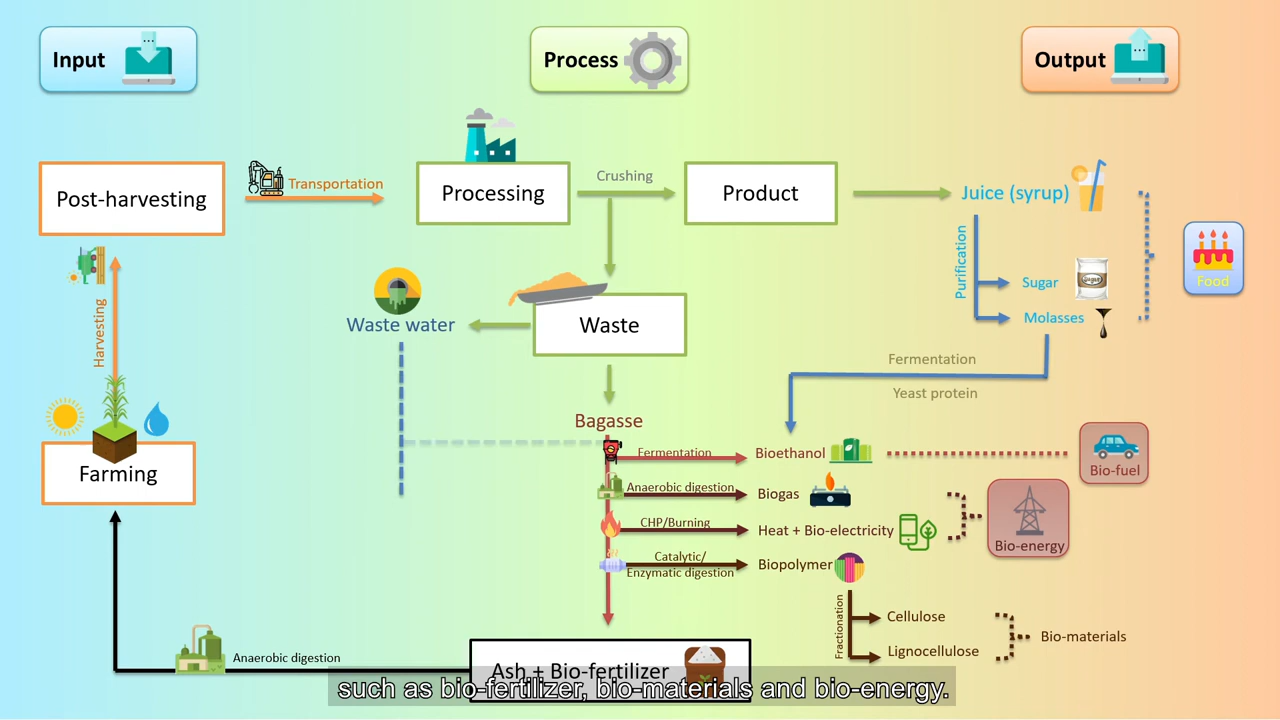 Input
Process
Output
Transportation
Post-harvesting
Processing
Crushing
Product
Juice (syrup)
Purification
Sugar
Sugar
Molasses
Food
Harvesting
Waste water
Waste
Fermentation
Yeast protein
Bagasse
Farming
Fermentation
Bioethanol
Bio-fuel
Anaerobic digestion
Biogas
CHP/Burning
Heat + Bio-electricity
Bio-energy
Catalytic/
Enzymatic digestion
Biopolymer
Fractionation
Cellulose
Lignocellulose
Bio-materials
Anaerobic digestion
Ash + Bio-fertilizer
such as bio-fertilizer, bio-materials and bio-energy.